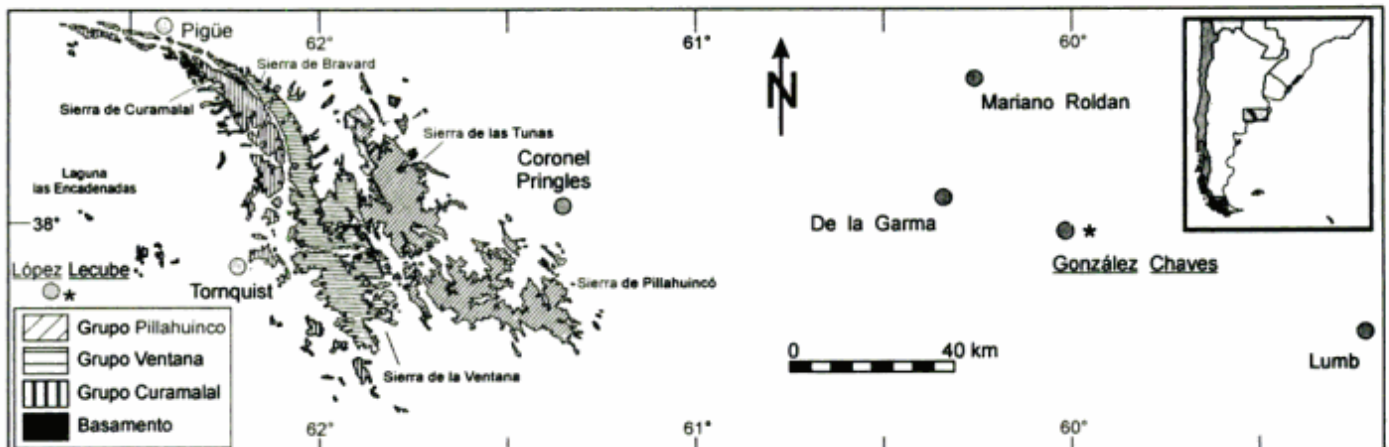 Pigüe
62°
61°
60°
Sierra de Bravard
Sierra de Curamalal
N
Mariano Roldan
Sierra de las Tunas
Coronel
Pringles
Laguna
las Encadenadas
38°
De la Garma
López Lecube
*
Tornquist
Sierra de Pillahuincó
*
González Chaves
Grupo Pillahuinco
Grupo Ventana
Grupo Curamalal
Basamento
Sierra de la Ventana
0 40 km
Lumb
62°
61°
60°